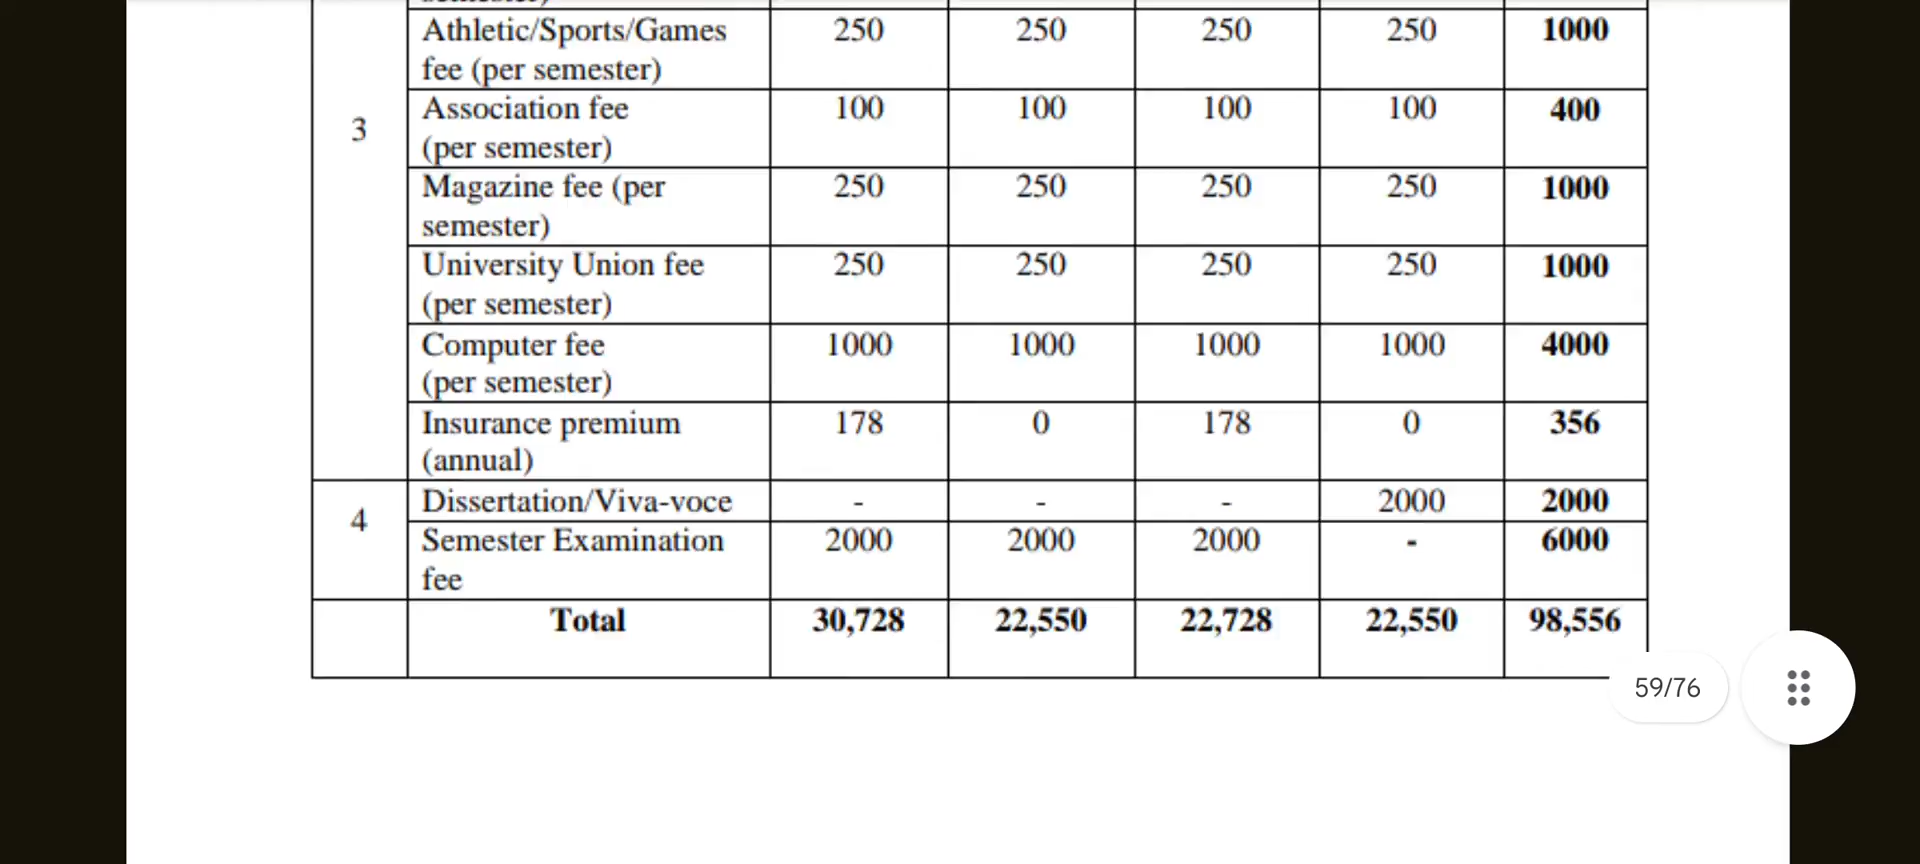 semester)
Athletic/Sports/Games 250 250 250 250 1000
fee (per semester)
3
Association fee 100 100 100 100 400
(per semester)
Magazine fee (per 250 250 250 250 1000
semester)
University Union fee 250 250 250 250 1000
(per semester)
Computer fee 1000 1000 1000 1000 4000
(per semester)
Insurance premium 178 0 178 0 356
(annual)
4
Dissertation/Viva-voce - - - 2000 2000
Semester Examination 2000 2000 2000 - 6000
fee
Total 30,728 22,550 22,728 22,550 98,556
59/76